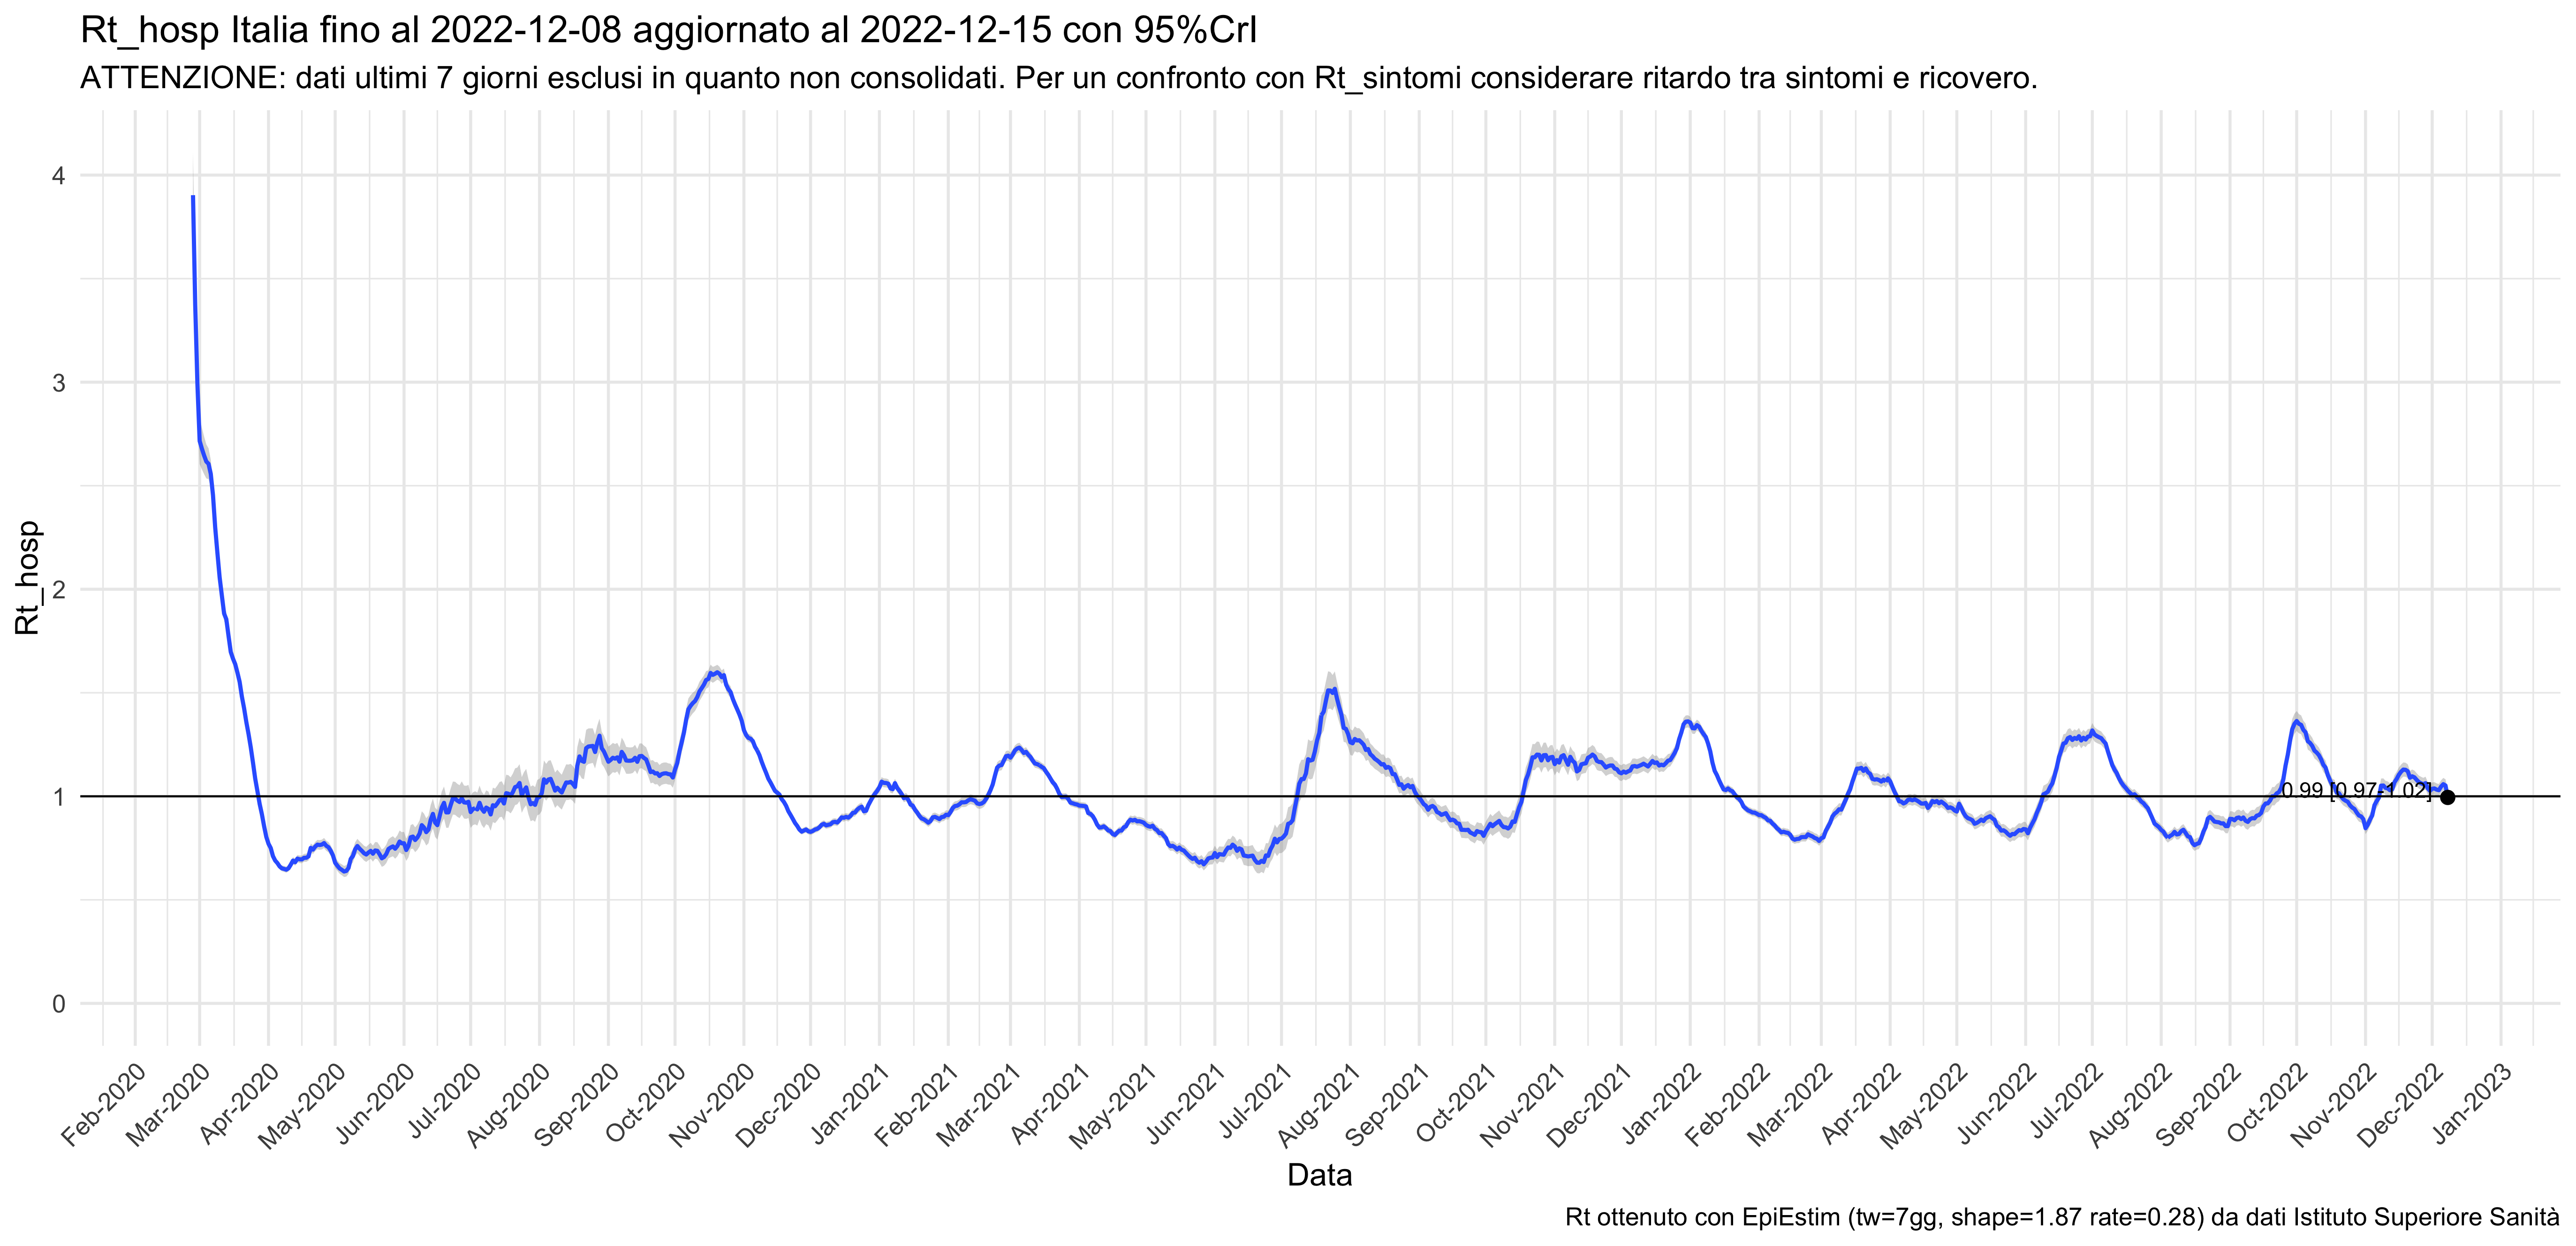 Rt_hosp Italia fino al 2022-12-08 aggiornato al 2022-12-15 con 95%CrI
ATTENZIONE: dati ultimi 7 giorni esclusi in quanto non consolidati. Per un confronto con Rt_sintomi considerare ritardo tra sintomi e ricovero.
4
3
2
1
0
Rt_hosp
0.99 [0.97-1.02]
Feb-2020
Mar-2020
Apr-2020
May-2020
Jun-2020
Jul-2020
Aug-2020
Sep-2020
Oct-2020
Nov-2020
Dec-2020
Jan-2021
Feb-2021
Mar-2021
Apr-2021
May-2021
Jun-2021
Jul-2021
Aug-2021
Sep-2021
Oct-2021
Nov-2021
Dec-2021
Jan-2022
Feb-2022
Mar-2022
Apr-2022
May-2022
Jun-2022
Jul-2022
Aug-2022
Sep-2022
Oct-2022
Nov-2022
Dec-2022
Jan-2023
Data
Rt ottenuto con EpiEstim (tw=7gg, shape=1.87 rate=0.28) da dati Istituto Superiore Sanità